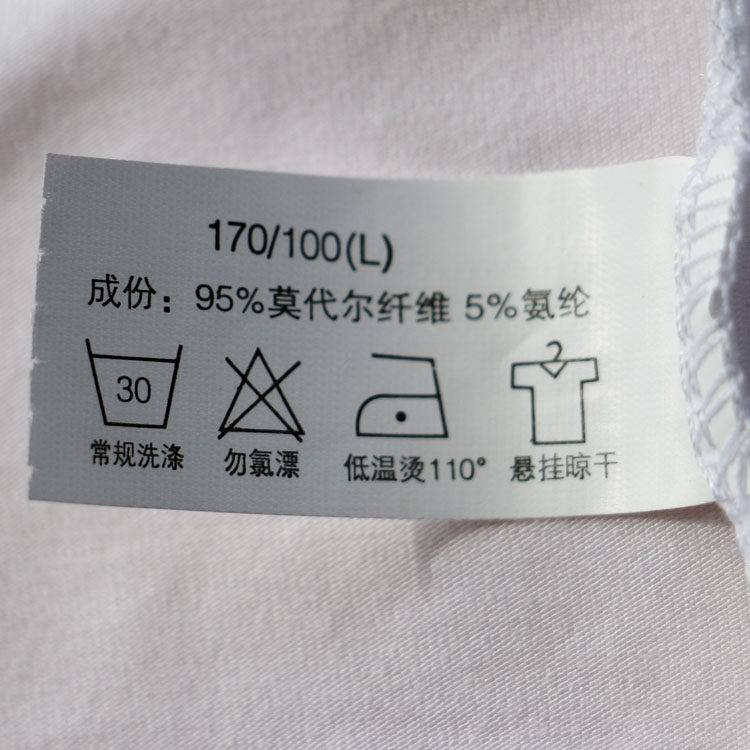 170/100(L)
成份：95%莫代尔纤维 5%氨纶
30
常规洗涤 勿氯漂 低温烫110° 悬挂晾干